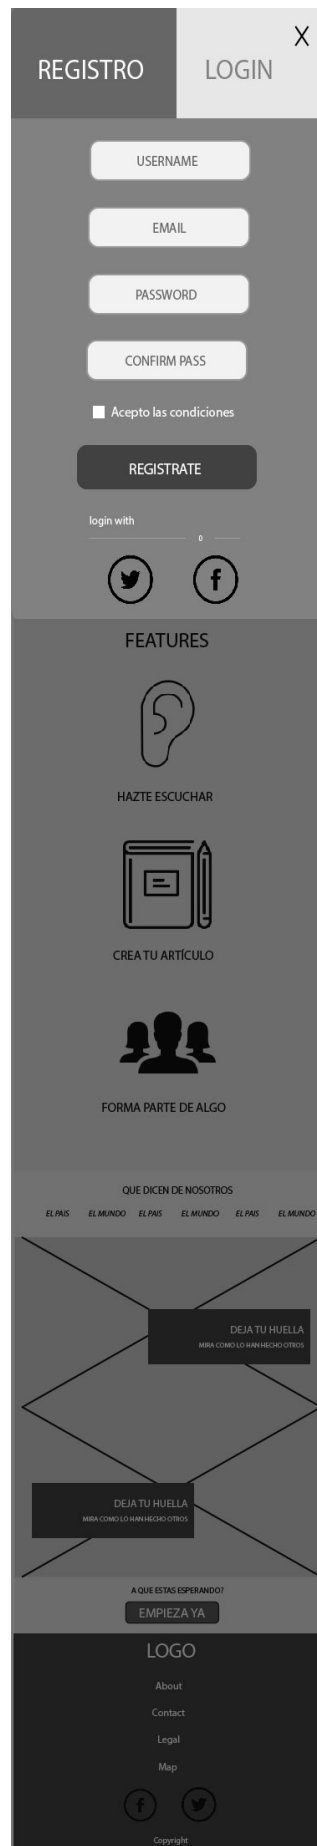 X
REGISTRO LOGIN
USERNAME
EMAIL
PASSWORD
CONFIRM PASS
Acepto las condiciones
REGISTRATE
login with
o
FEATURES
HAZTE ESCUCHAR
CREA TU ARTÍCULO
FORMA PARTE DE ALGO
QUE DICEN DE NOSOTROS
EL PAIS EL MUNDO EL PAIS EL MUNDO EL PAIS EL MUNDO
DEJA TU HUELLA
MIRA COMO LO HAN HECHO OTROS
DEJA TU HUELLA
MIRA COMO LO HAN HECHO OTROS
A QUE ESTAS ESPERANDO?
EMPIEZA YA
LOGO
About
Contact
Legal
Map
Copyright